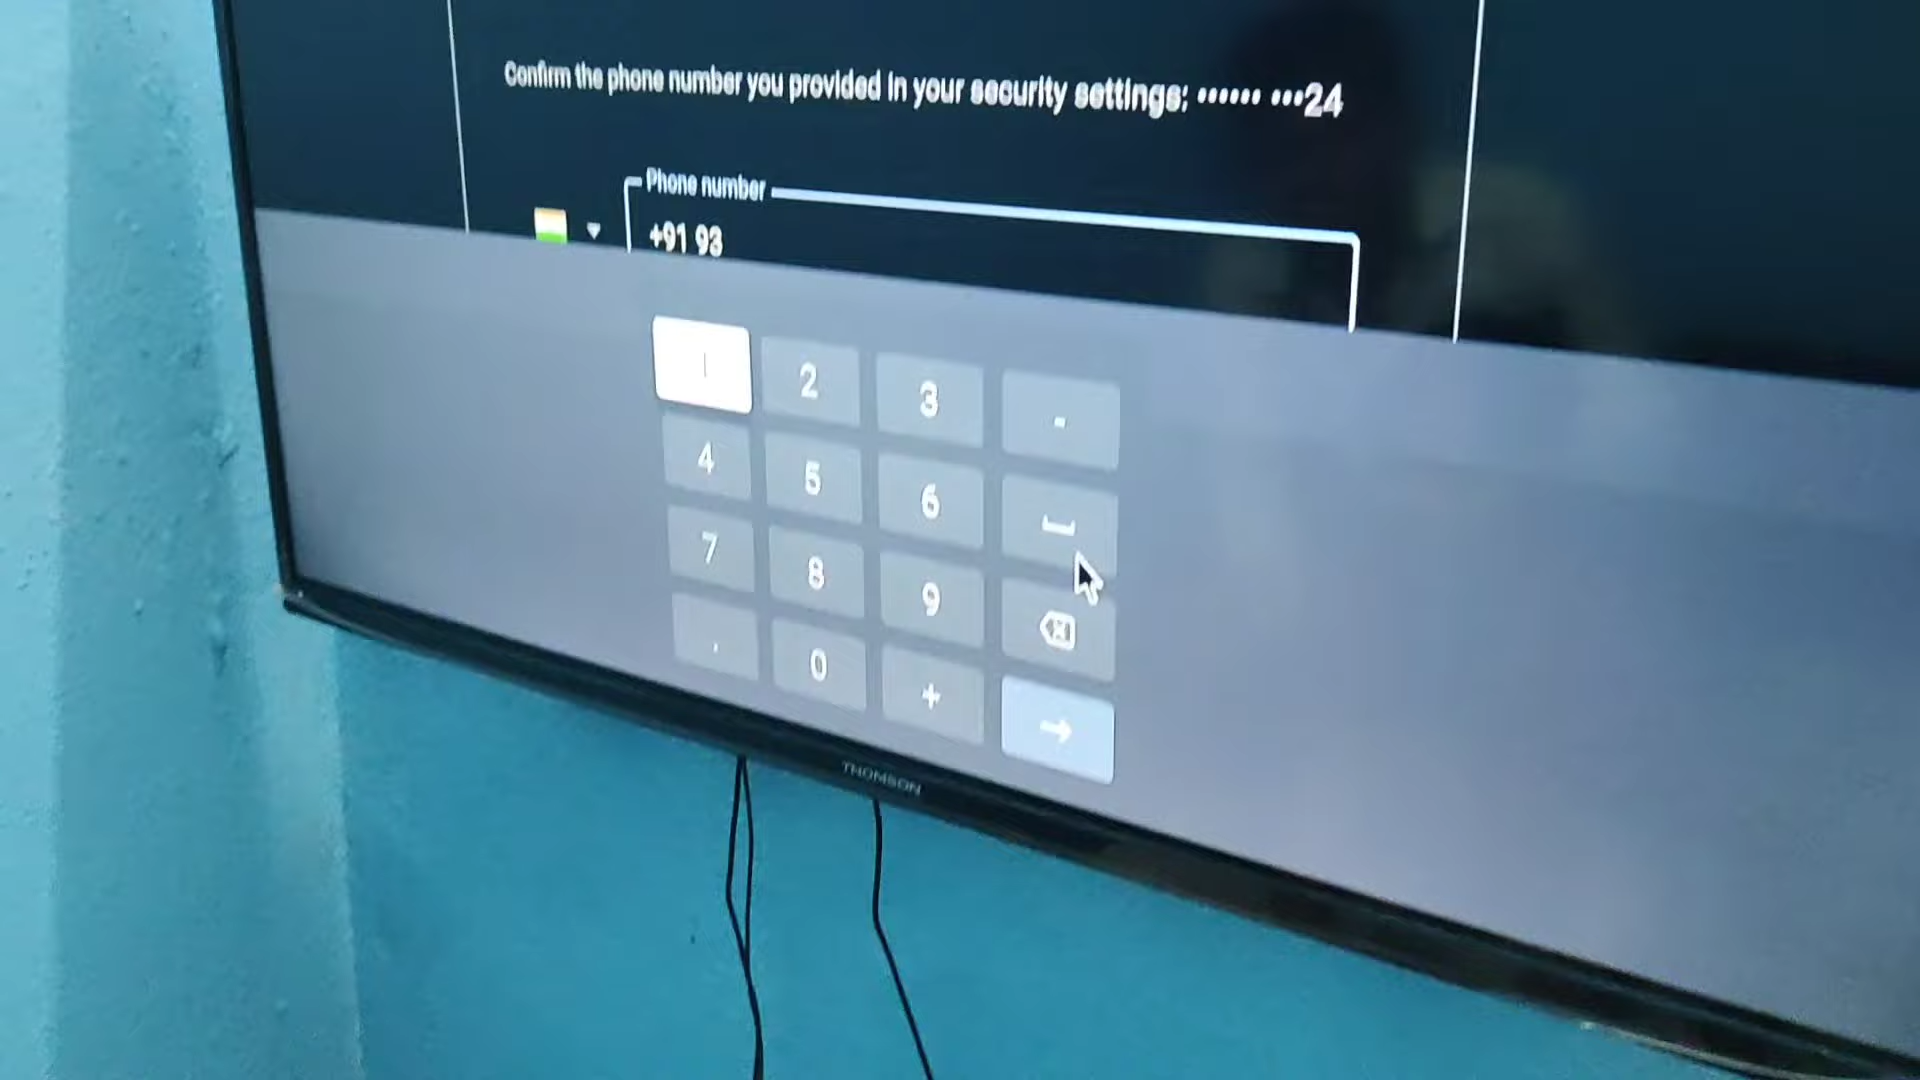 Confirm the phone number you provided in your security settings: •••••• •••24
Phone number
+91 93
1 2 3 -
4 5 6
7 8 9
. 0 +
THOMSON